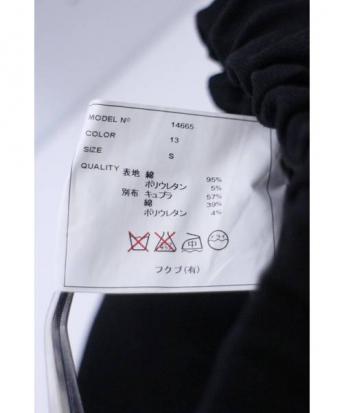 MODEL Nº 14665
COLOR 13
SIZE S
QUALITY 表地 綿 95%
ポリウレタン 5%
別布 キュプラ 57%
綿 39%
ポリウレタン 4%
中
フクブ(有)